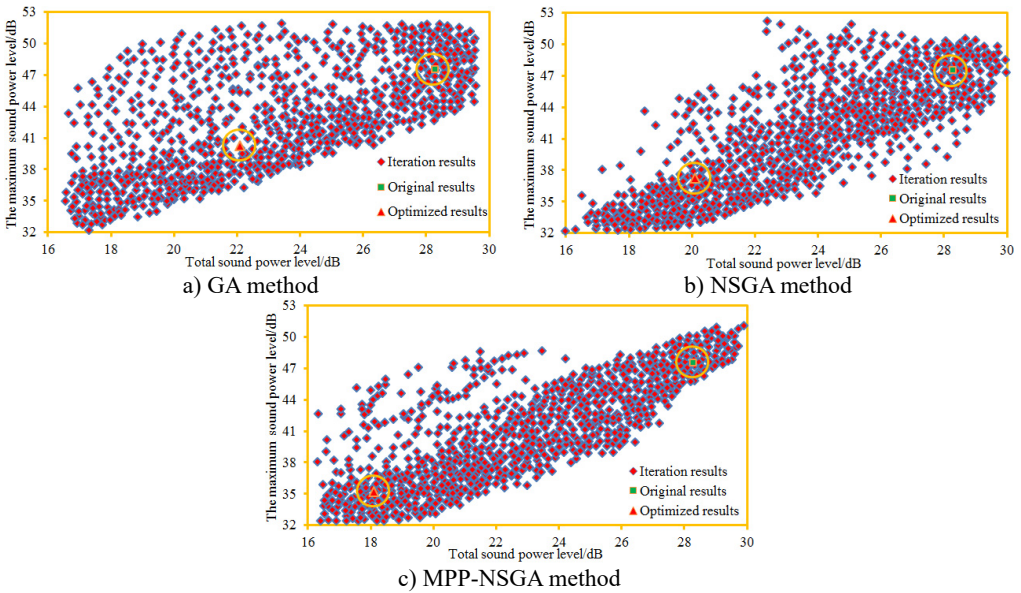 The maximum sound power level/dB
53
50
47
44
41
38
35
32
16 18 20 22 24 26 28 30
Total sound power level/dB
Iteration results
Original results
Optimized results
a) GA method
The maximum sound power level/dB
53
50
47
44
41
38
35
32
16 18 20 22 24 26 28 30
Total sound power level/dB
Iteration results
Original results
Optimized results
b) NSGA method
The maximum sound power level/dB
53
50
47
44
41
38
35
32
16 18 20 22 24 26 28 30
Total sound power level/dB
Iteration results
Original results
Optimized results
c) MPP-NSGA method